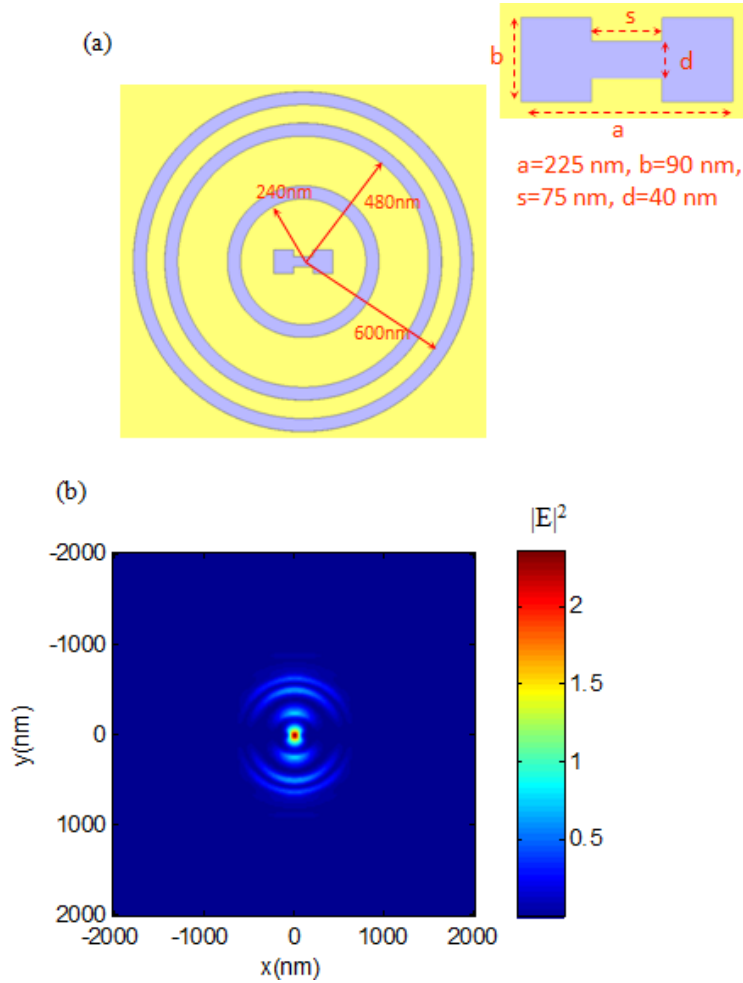 (a)
s
b
d
a
a=225 nm, b=90 nm,
s=75 nm, d=40 nm
240nm
480nm
600nm
(b)
|E|²
-2000
-1000
0
1000
2000
y(nm)
-2000
-1000
0
1000
2000
x(nm)
2
1.5
1
0.5